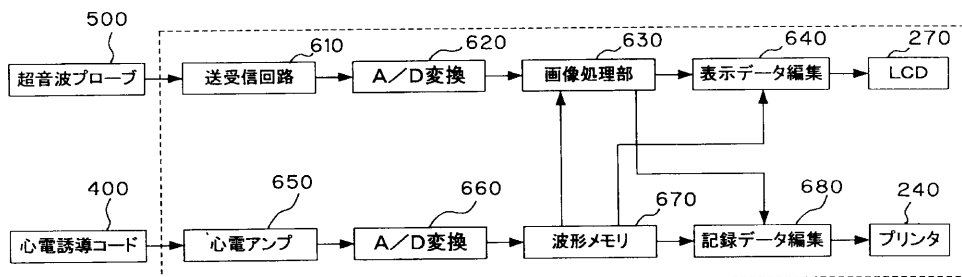 500
610
620
630
640
270
超音波プローブ
送受信回路
A/D変換
画像処理部
表示データ編集
LCD
400
650
660
670
680
240
心電誘導コード
心電アンプ
A/D変換
波形メモリ
記録データ編集
プリンタ